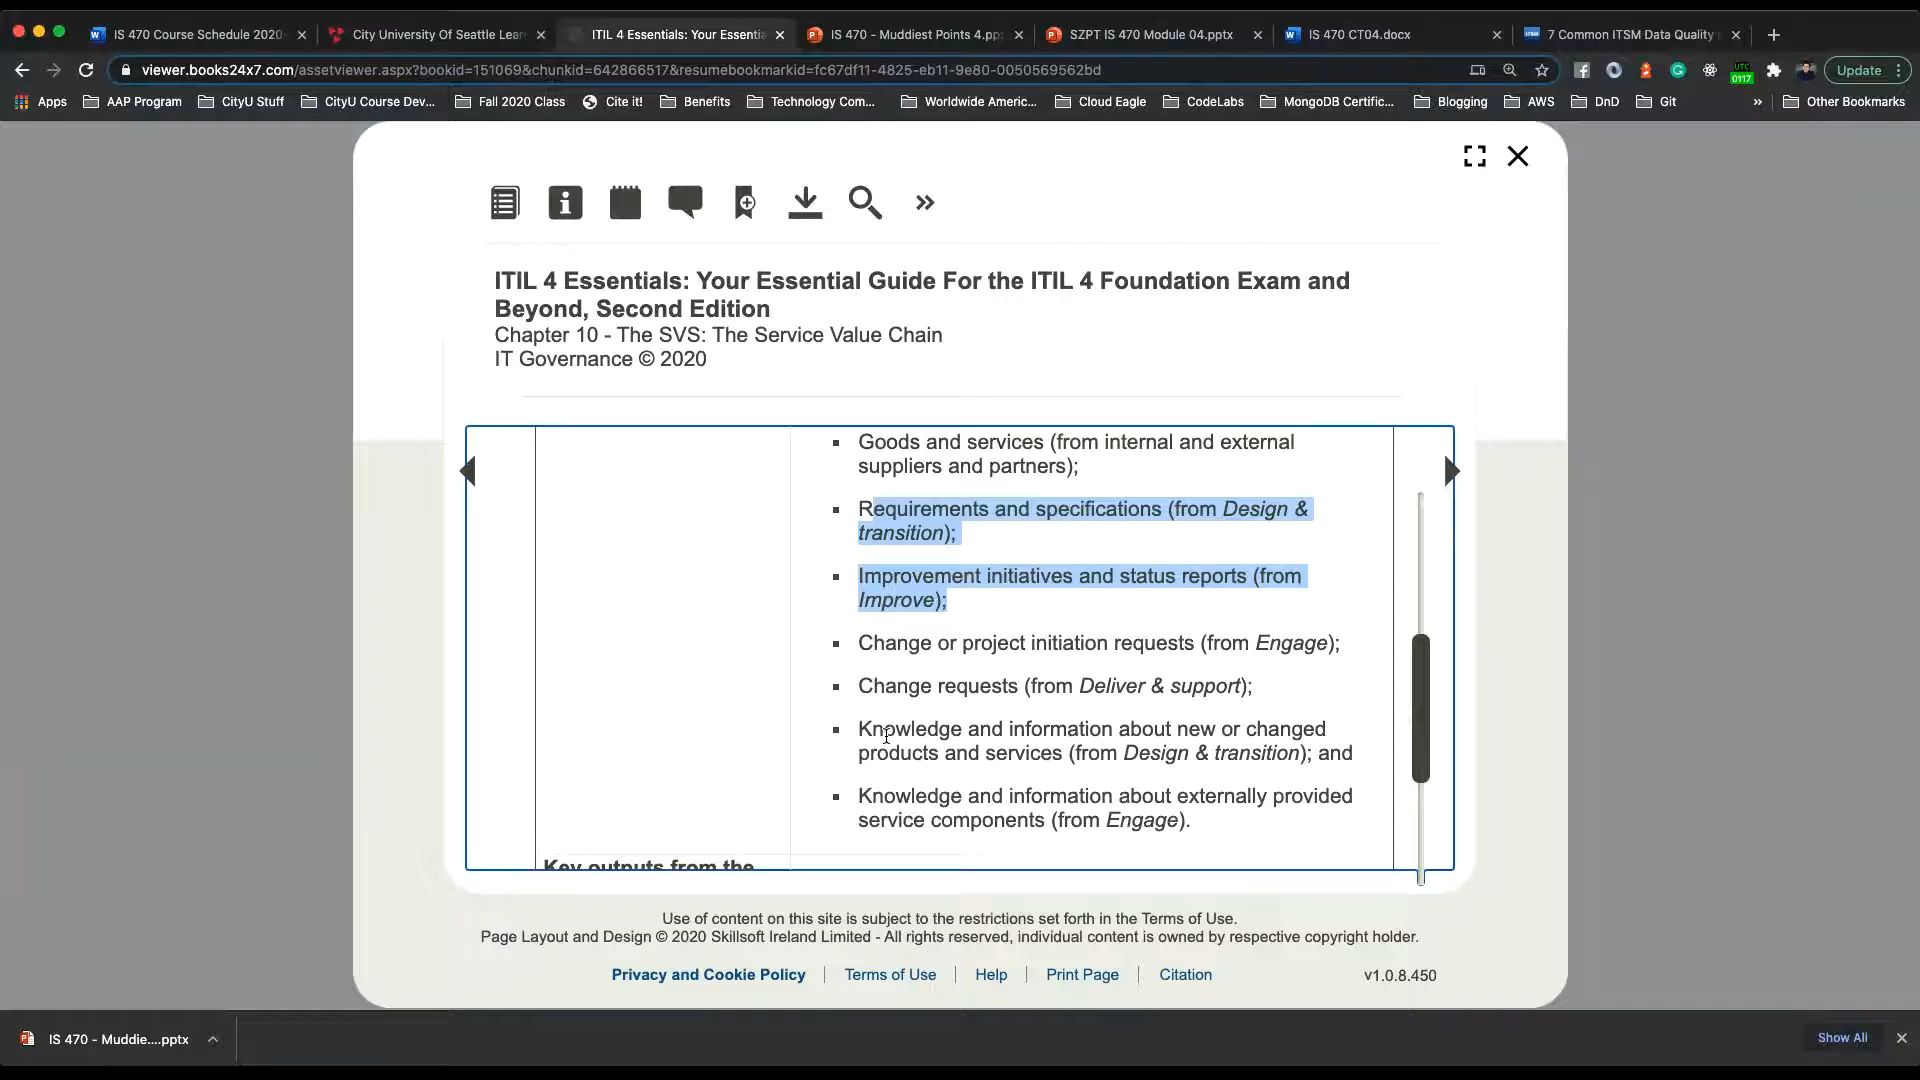 IS 470 Course Schedule 2020
City University Of Seattle Lear
ITIL 4 Essentials: Your Essentia
IS 470 - Muddiest Points 4.pp
SZPT IS 470 Module 04.pptx
IS 470 CT04.docx
7 Common ITSM Data Quality
viewer.books24x7.com/assetviewer.aspx?bookid=151069&chunkid=642866517&resumebookmarkid=fc67df11-4825-eb11-9e80-0050569562bd
UTC
0117
Update
Apps
AAP Program
CityU Stuff
CityU Course Dev...
Fall 2020 Class
Cite it!
Benefits
Technology Com...
Worldwide Americ...
Cloud Eagle
CodeLabs
MongoDB Certific...
Blogging
AWS
DnD
Git
Other Bookmarks
ITIL 4 Essentials: Your Essential Guide For the ITIL 4 Foundation Exam and
Beyond, Second Edition
Chapter 10 - The SVS: The Service Value Chain
IT Governance © 2020
Goods and services (from internal and external
suppliers and partners);
Requirements and specifications (from Design &
transition);
Improvement initiatives and status reports (from
Improve);
Change or project initiation requests (from Engage);
Change requests (from Deliver & support);
Knowledge and information about new or changed
products and services (from Design & transition); and
Knowledge and information about externally provided
service components (from Engage).
Key outputs from the
Use of content on this site is subject to the restrictions set forth in the Terms of Use.
Page Layout and Design © 2020 Skillsoft Ireland Limited - All rights reserved, individual content is owned by respective copyright holder.
Privacy and Cookie Policy
Terms of Use
Help
Print Page
Citation
v1.0.8.450
IS 470 - Muddie....pptx
Show All